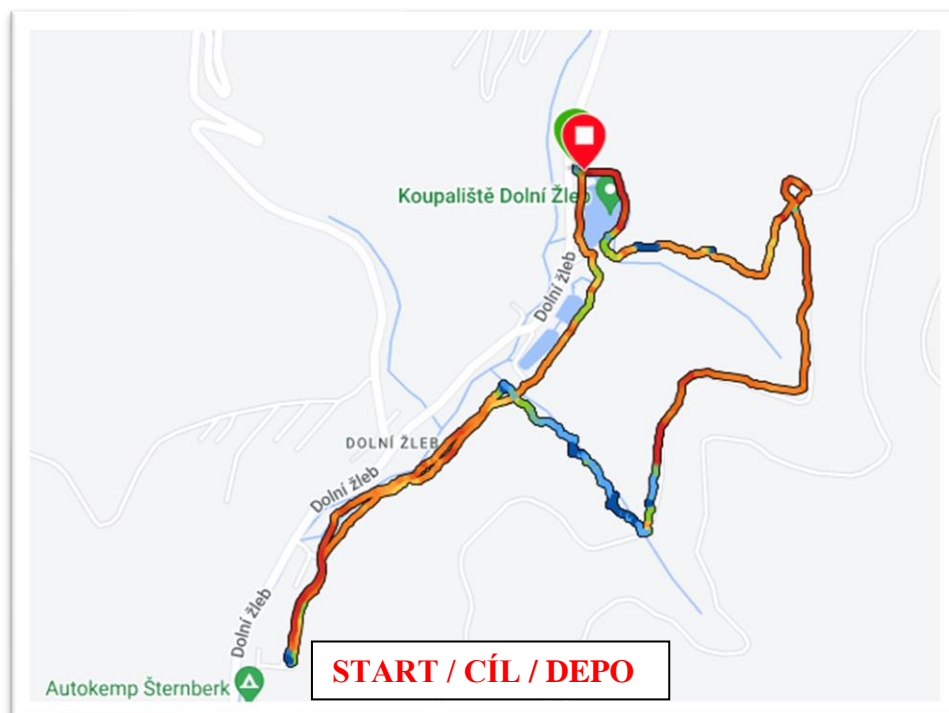 Koupaliště Dolní Žleb
Dolní žleb
DOLNÍ ŽLEB
Dolní žleb
Dolní žleb
START / CÍL / DEPO
Autokemp Šternberk